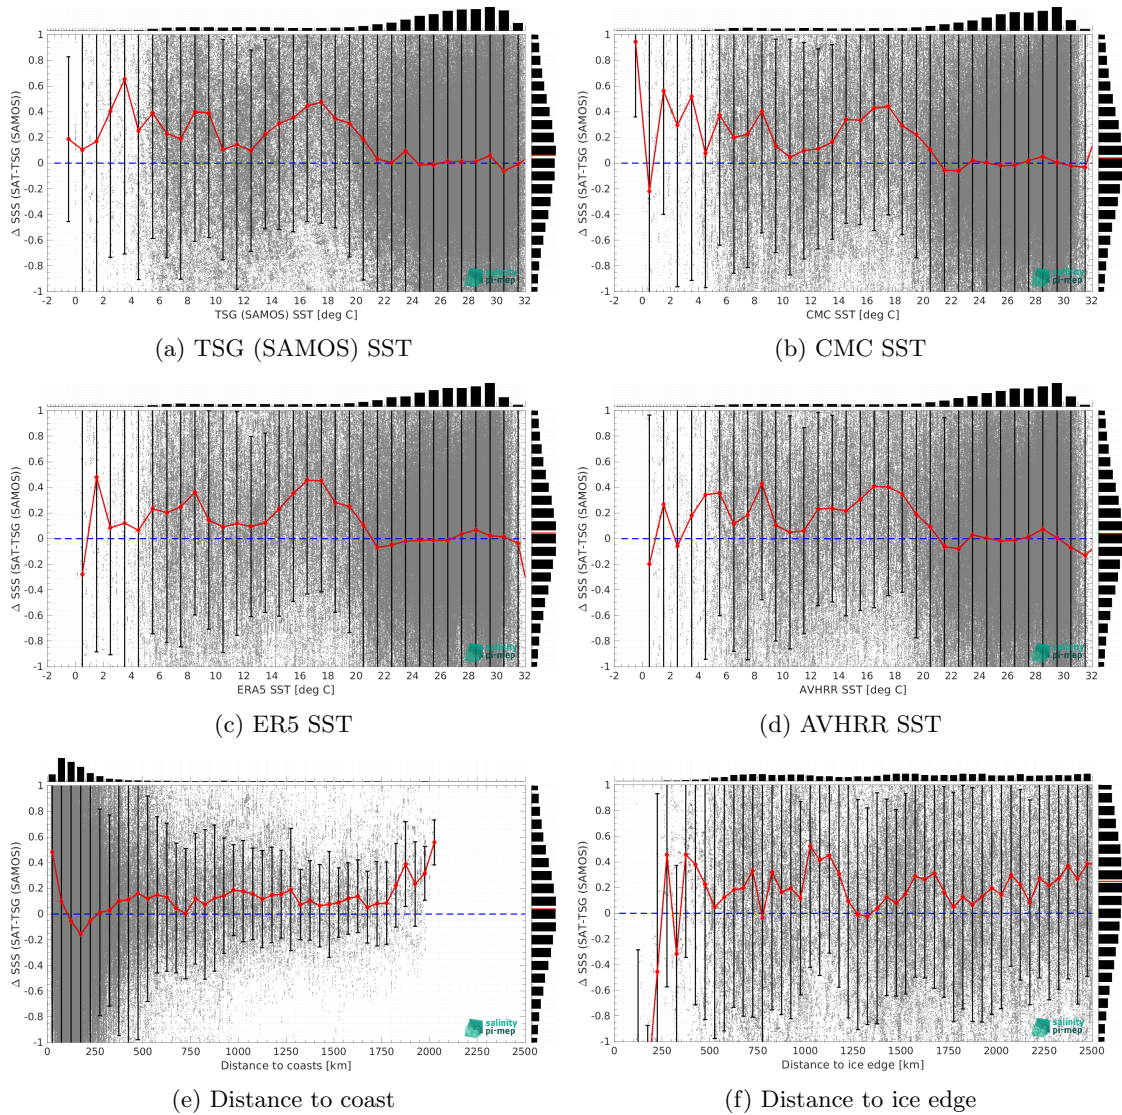 1
0.8
0.6
0.4
0.2
0
-0.2
-0.4
-0.6
-0.8
-1
Δ SSS (SAT-TSG (SAMOS))
-2 0 2 4 6 8 10 12 14 16 18 20 22 24 26 28 30 32
TSG (SAMOS) SST [deg C]
salinity
pi-mep
(a) TSG (SAMOS) SST
1
0.8
0.6
0.4
0.2
0
-0.2
-0.4
-0.6
-0.8
-1
Δ SSS (SAT-TSG (SAMOS))
-2 0 2 4 6 8 10 12 14 16 18 20 22 24 26 28 30 32
CMC SST [deg C]
salinity
pi-mep
(b) CMC SST
1
0.8
0.6
0.4
0.2
0
-0.2
-0.4
-0.6
-0.8
-1
Δ SSS (SAT-TSG (SAMOS))
-2 0 2 4 6 8 10 12 14 16 18 20 22 24 26 28 30 32
ERA5 SST [deg C]
salinity
pi-mep
(c) ER5 SST
1
0.8
0.6
0.4
0.2
0
-0.2
-0.4
-0.6
-0.8
-1
Δ SSS (SAT-TSG (SAMOS))
-2 0 2 4 6 8 10 12 14 16 18 20 22 24 26 28 30 32
AVHRR SST [deg C]
salinity
pi-mep
(d) AVHRR SST
1
0.8
0.6
0.4
0.2
0
-0.2
-0.4
-0.6
-0.8
-1
Δ SSS (SAT-TSG (SAMOS))
0 250 500 750 1000 1250 1500 1750 2000 2250 2500
Distance to coasts [km]
salinity
pi-mep
(e) Distance to coast
1
0.8
0.6
0.4
0.2
0
-0.2
-0.4
-0.6
-0.8
-1
Δ SSS (SAT-TSG (SAMOS))
0 250 500 750 1000 1250 1500 1750 2000 2250 2500
Distance to ice edge [km]
salinity
pi-mep
(f) Distance to ice edge